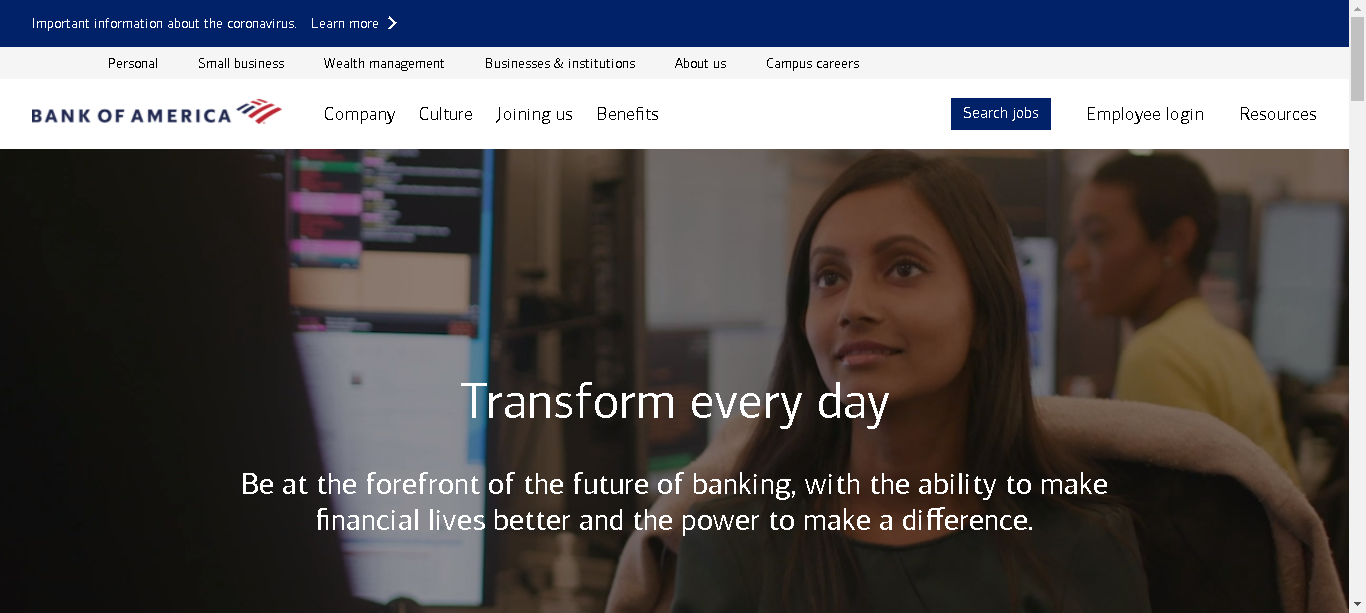 Important information about the coronavirus. Learn more
Personal Small business Wealth management Businesses & institutions About us Campus careers
BANK OF AMERICA Company Culture Joining us Benefits Search jobs Employee login Resources
Transform every day
Be at the forefront of the future of banking, with the ability to make
financial lives better and the power to make a difference.